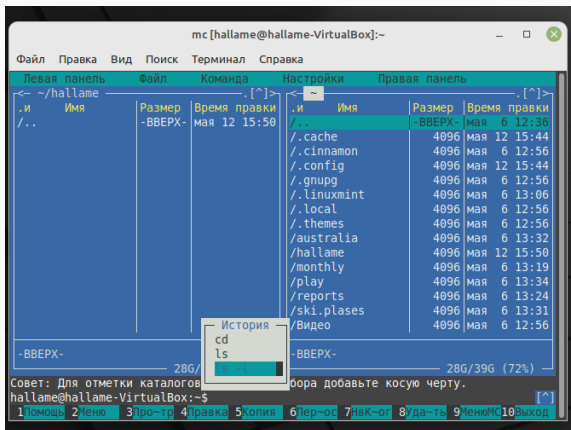 mc [hallame@hallame-VirtualBox]:~
Файл Правка Вид Поиск Терминал Справка
Левая панель Файл Команда Настройки Правая панель
<— ~/hallame .[^]> <— ~ .[^]>
.и Имя Размер Время правки .и Имя Размер Время правки
/.. -ВВЕРХ- мая 12 15:50 /.. -ВВЕРХ- мая 6 12:36
/.cache 4096 мая 12 15:44
/.cinnamon 4096 мая 6 12:56
/.config 4096 мая 12 15:44
/.gnupg 4096 мая 6 12:56
/.linuxmint 4096 мая 6 13:06
/.local 4096 мая 6 12:56
/.themes 4096 мая 6 12:56
/australia 4096 мая 6 13:32
/hallame 4096 мая 12 15:50
/monthly 4096 мая 6 13:19
/play 4096 мая 6 13:34
/reports 4096 мая 6 13:24
/ski.plases 4096 мая 6 13:31
/Видео 4096 мая 6 12:56
История
cd
ls
ls -l
-ВВЕРХ- -ВВЕРХ-
28G/ 28G/39G (72%)
Совет: Для отметки каталогов бора добавьте косую черту.
hallame@hallame-VirtualBox:~$ [^]
1Помощь 2Меню 3Про~тр 4Правка 5Копия 6Пер~ос 7НвК~ог 8Уда~ть 9МенюMC 10Выход